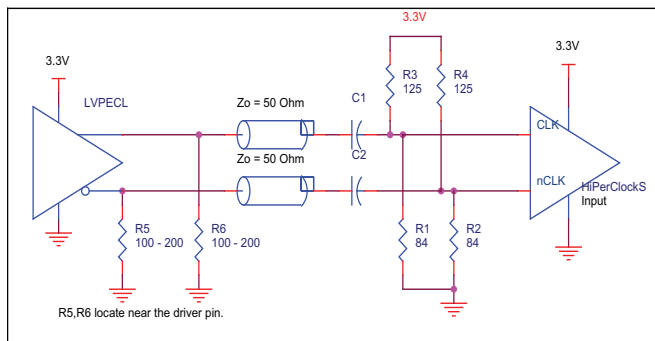 3.3V
3.3V
3.3V
LVPECL
Zo = 50 Ohm
C1
R3
125
R4
125
CLK
Zo = 50 Ohm
C2
nCLK
HiPerClockS
Input
R5
100 - 200
R6
100 - 200
R1
84
R2
84
R5,R6 locate near the driver pin.